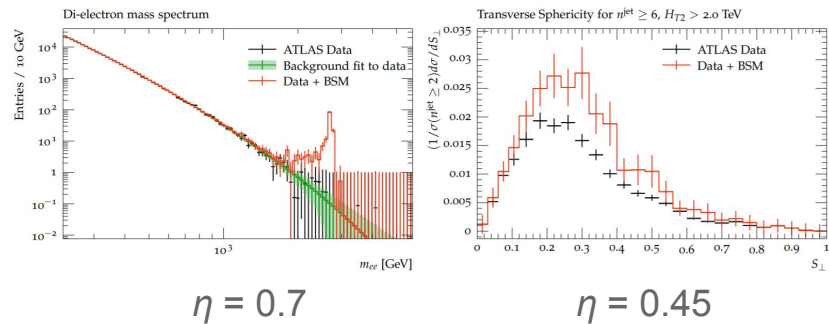 Di-electron mass spectrum
Entries / 10 GeV
10⁴
10³
10²
10¹
1
10⁻¹
10⁻²
ATLAS Data
Background fit to data
Data + BSM
10³
m_ee [GeV]
η = 0.7
Transverse Sphericity for n^jet ≥ 6, H_T2 > 2.0 TeV
(1/σ(n^jet ≥ 2)dσ/dS_⊥
0.035
0.03
0.025
0.02
0.015
0.01
0.005
0
ATLAS Data
Data + BSM
0 0.1 0.2 0.3 0.4 0.5 0.6 0.7 0.8 0.9 1
S_⊥
η = 0.45